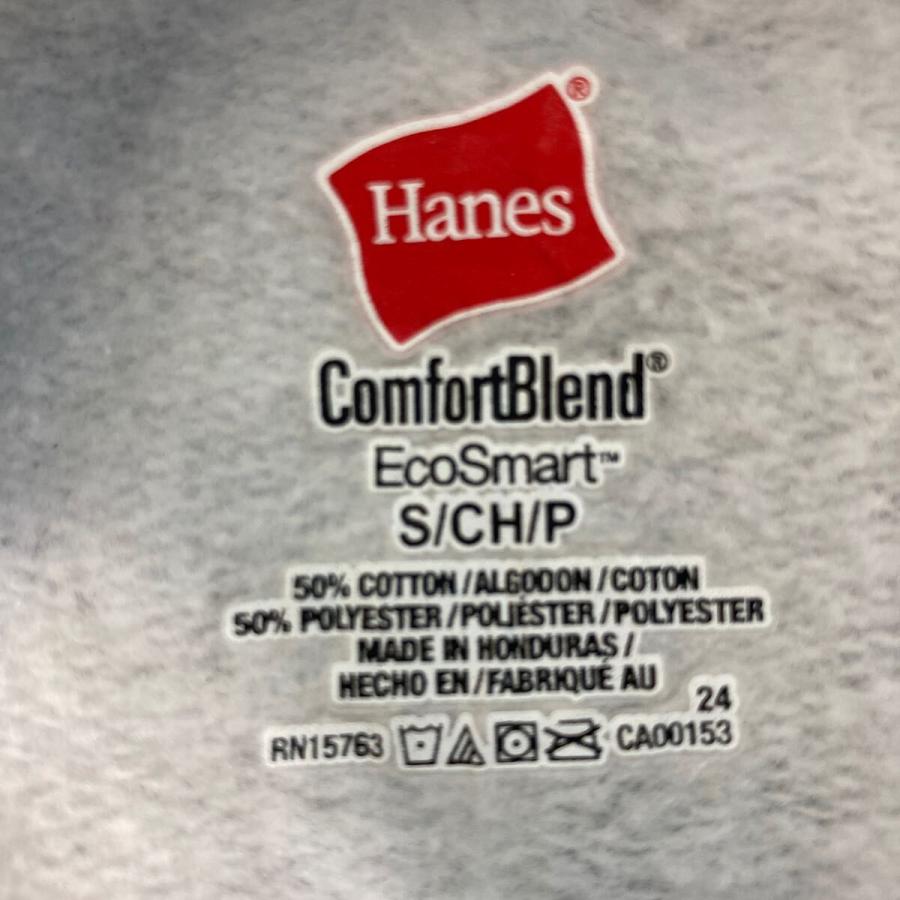 Hanes®
ComfortBlend®
EcoSmart™
S/CH/P
50% COTTON/ALGODON/COTON
50% POLYESTER/POLIÉSTER/POLYESTER
MADE IN HONDURAS/
HECHO EN/FABRIQUÉ AU
24
RN15763 CA00153